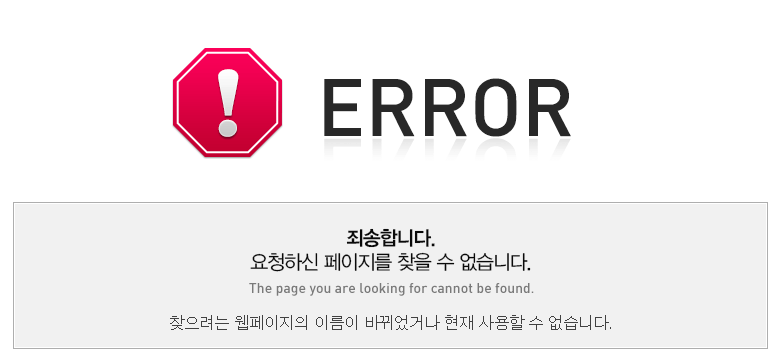 ERROR
죄송합니다.
요청하신 페이지를 찾을 수 없습니다.
The page you are looking for cannot be found.
찾으려는 웹페이지의 이름이 바뀌었거나 현재 사용할 수 없습니다.